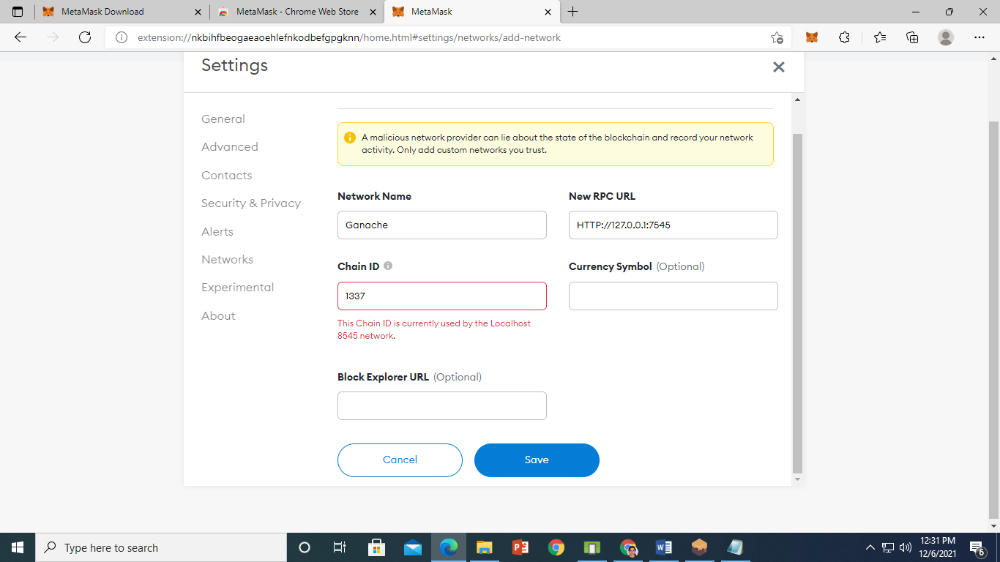 MetaMask Download
MetaMask - Chrome Web Store
MetaMask
extension://nkbihfbeogaeaoehlefnkodbefgpgknn/home.html#settings/networks/add-network
Settings
General
Advanced
Contacts
Security & Privacy
Alerts
Networks
Experimental
About
A malicious network provider can lie about the state of the blockchain and record your network
activity. Only add custom networks you trust.
Network Name
New RPC URL
Ganache
HTTP://127.0.0.1:7545
Chain ID
Currency Symbol (Optional)
1337
This Chain ID is currently used by the Localhost
8545 network.
Block Explorer URL (Optional)
Cancel
Save
Type here to search
12:31 PM
12/6/2021
6